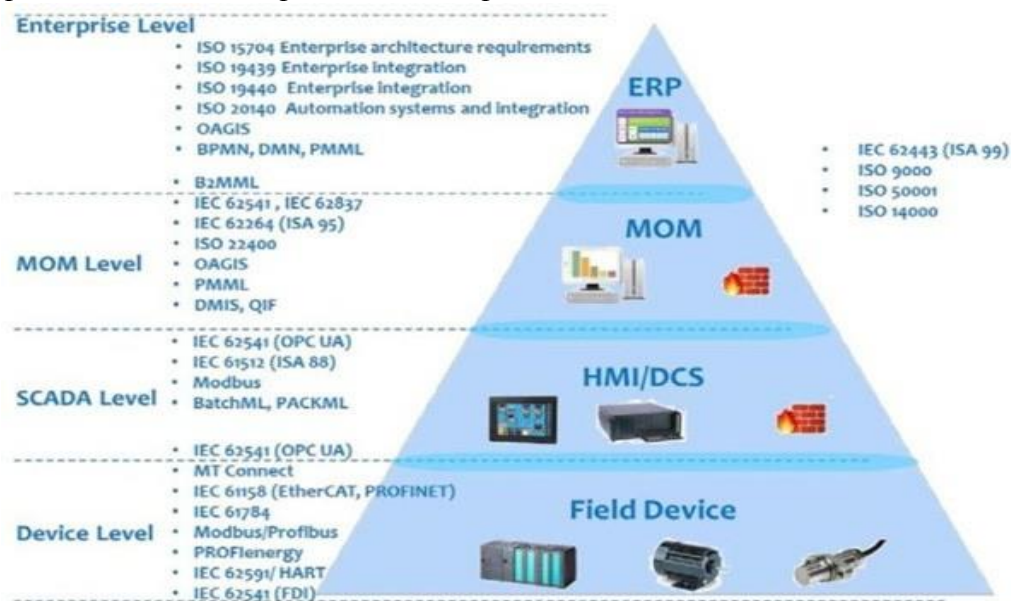 Enterprise Level
• ISO 15704 Enterprise architecture requirements
• ISO 19439 Enterprise integration
• ISO 19440 Enterprise integration
• ISO 20140 Automation systems and integration
• OAGIS
• BPMN, DMN, PMML
• B2MML
ERP
• IEC 62443 (ISA 99)
• ISO 9000
• ISO 50001
• ISO 14000
MOM Level
• IEC 62541 , IEC 62837
• IEC 62264 (ISA 95)
• ISO 22400
• OAGIS
• PMML
• DMIS, QIF
MOM
SCADA Level
• IEC 62541 (OPC UA)
• IEC 61512 (ISA 88)
• Modbus
• BatchML, PACKML
• IEC 62541 (OPC UA)
HMI/DCS
Device Level
• MT Connect
• IEC 61158 (EtherCAT, PROFINET)
• IEC 61784
• Modbus/Profibus
• PROFIenergy
• IEC 62591/ HART
• IEC 62541 (FDI)
Field Device